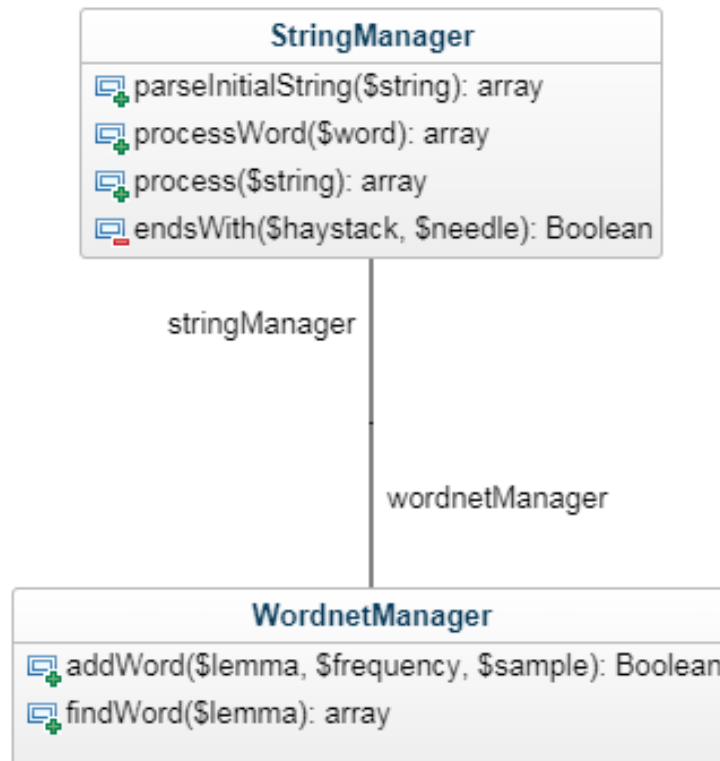 StringManager
parseInitialString($string): array
processWord($word): array
process($string): array
endsWith($haystack, $needle): Boolean
stringManager
wordnetManager
WordnetManager
addWord($lemma, $frequency, $sample): Boolean
findWord($lemma): array